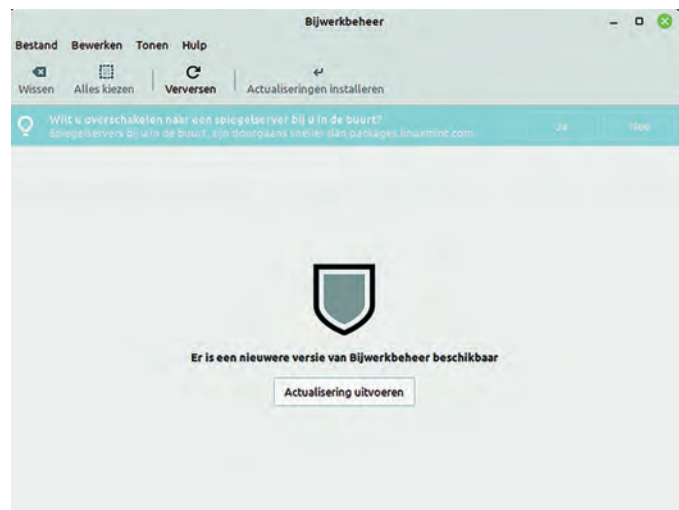 Bijwerkbeheer
Bestand Bewerken Tonen Hulp
Wissen Alles kiezen Verversen Actualiseringen installeren
Wilt u overschakelen naar een spiegelserver bij u in de buurt? Ja Nee
Spiegelservers bij u in de buurt, zijn doorgaans sneller dan packages.linuxmint.com.
Er is een nieuwere versie van Bijwerkbeheer beschikbaar
Actualisering uitvoeren